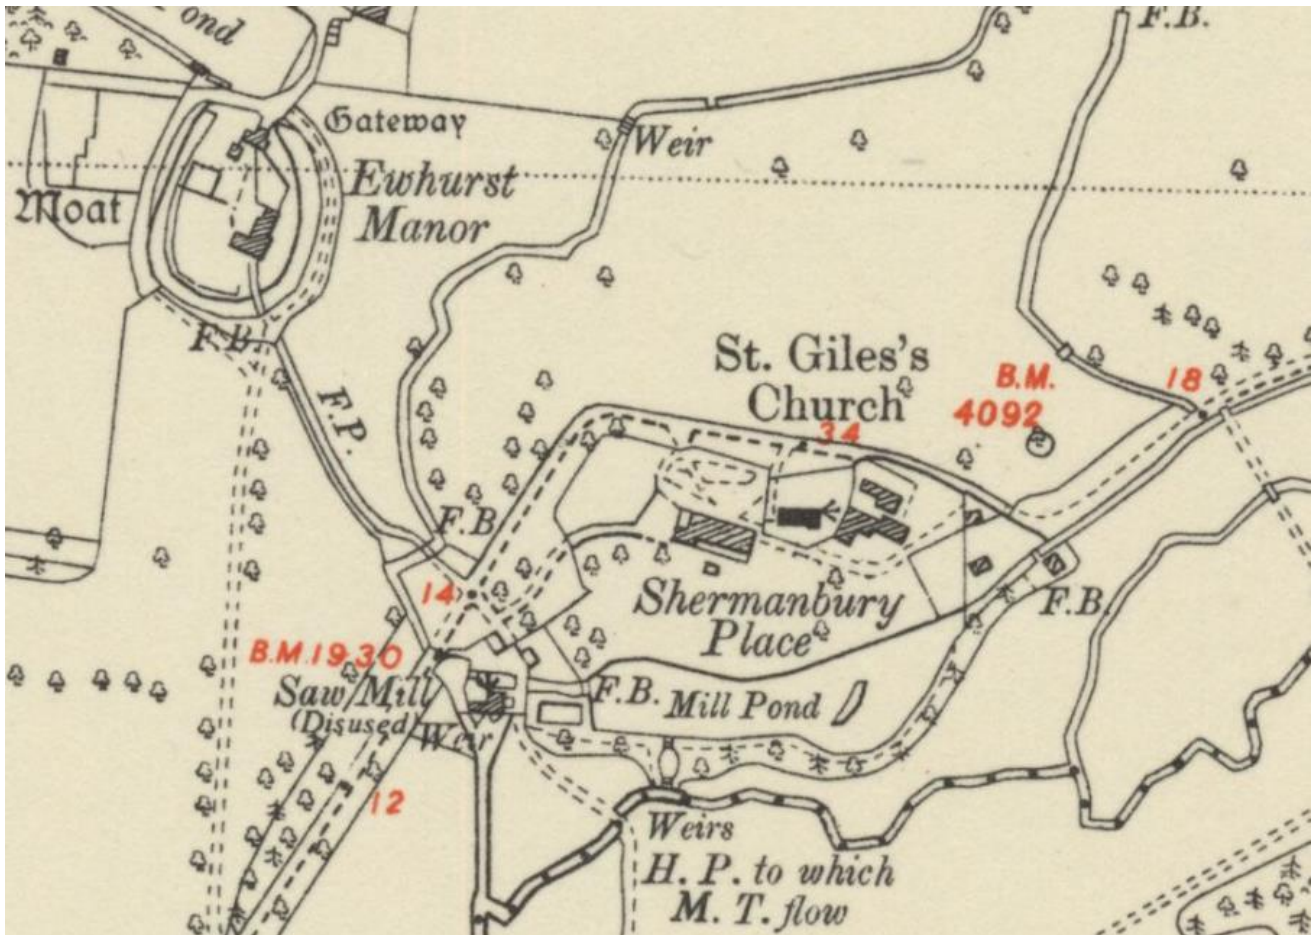 ond
F.B.
Gateway
Weir
Ewhurst
Manor
Moat
F.B
St. Giles's
Church
B.M.
4092
18
34
F.P.
F.B
14
Shermanbury
Place
F.B.
B.M.19·30
Saw Mill
(Disused)
Weir
F.B.
Mill Pond
12
Weirs
H. P. to which
M. T. flow